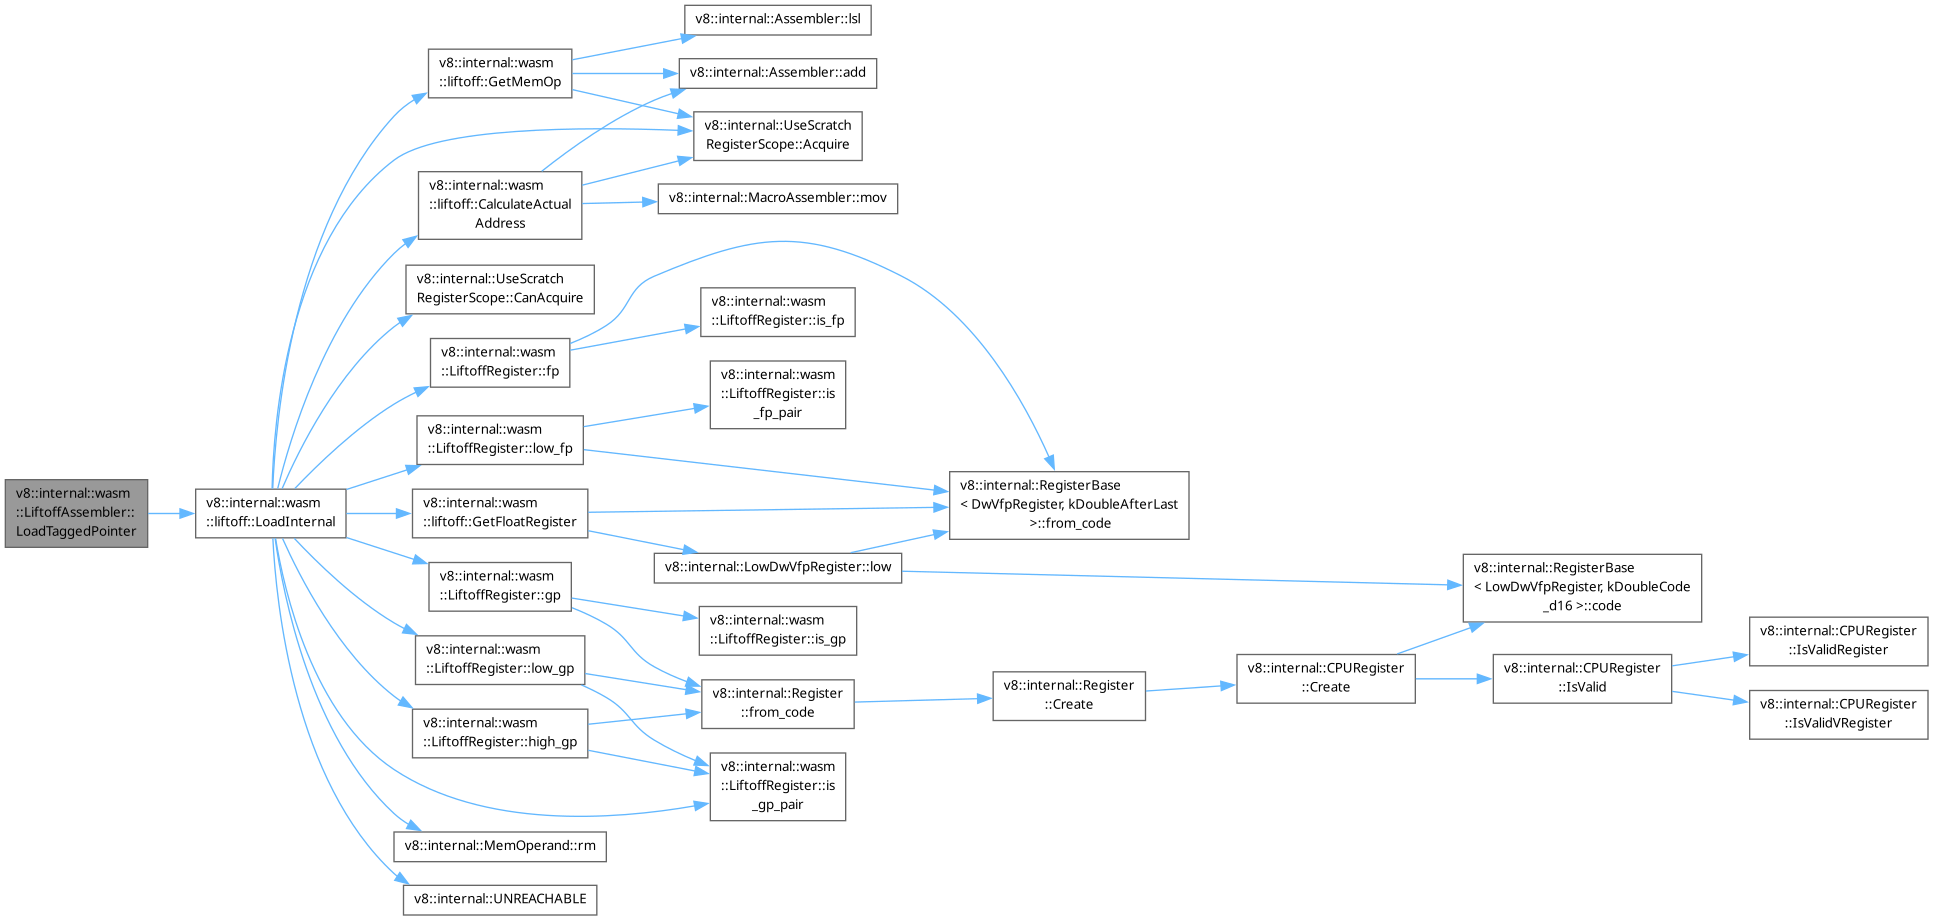 v8::internal::Assembler::lsl
v8::internal::wasm
::liftoff::GetMemOp
v8::internal::Assembler::add
v8::internal::UseScratch
RegisterScope::Acquire
v8::internal::wasm
::liftoff::CalculateActual
Address
v8::internal::MacroAssembler::mov
v8::internal::UseScratch
RegisterScope::CanAcquire
v8::internal::wasm
::LiftoffRegister::is_fp
v8::internal::wasm
::LiftoffRegister::fp
v8::internal::wasm
::LiftoffRegister::is
_fp_pair
v8::internal::wasm
::LiftoffRegister::low_fp
v8::internal::wasm
::LiftoffAssembler::
LoadTaggedPointer
v8::internal::wasm
::liftoff::LoadInternal
v8::internal::wasm
::liftoff::GetFloatRegister
v8::internal::RegisterBase
< DwVfpRegister, kDoubleAfterLast
>::from_code
v8::internal::LowDwVfpRegister::low
v8::internal::RegisterBase
< LowDwVfpRegister, kDoubleCode
_d16 >::code
v8::internal::wasm
::LiftoffRegister::gp
v8::internal::wasm
::LiftoffRegister::is_gp
v8::internal::wasm
::LiftoffRegister::low_gp
v8::internal::Register
::from_code
v8::internal::Register
::Create
v8::internal::CPURegister
::Create
v8::internal::CPURegister
::IsValid
v8::internal::CPURegister
::IsValidRegister
v8::internal::CPURegister
::IsValidVRegister
v8::internal::wasm
::LiftoffRegister::high_gp
v8::internal::wasm
::LiftoffRegister::is
_gp_pair
v8::internal::MemOperand::rm
v8::internal::UNREACHABLE